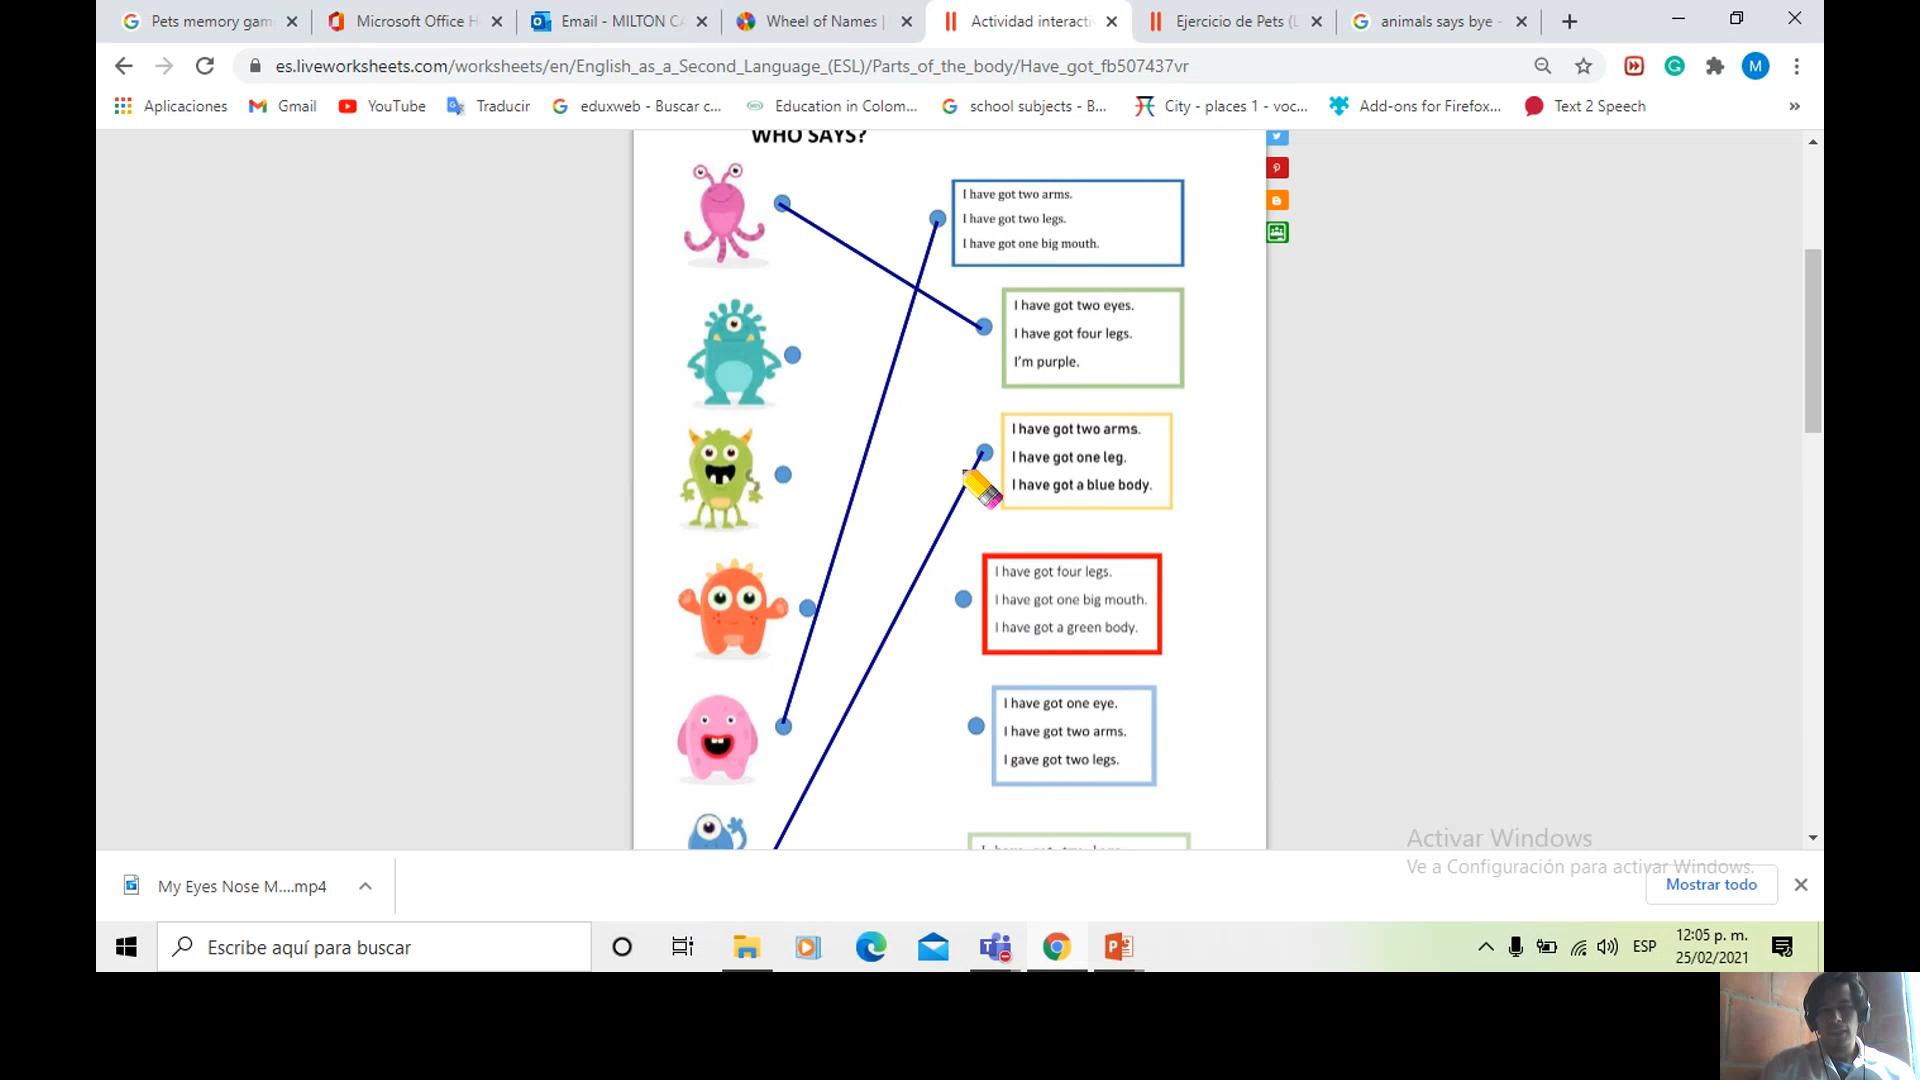 Pets memory gam
Microsoft Office H
Email - MILTON CA
Wheel of Names |
Actividad interacti
Ejercicio de Pets (L
animals says bye -
es.liveworksheets.com/worksheets/en/English_as_a_Second_Language_(ESL)/Parts_of_the_body/Have_got_fb507437vr
M
Aplicaciones
Gmail
YouTube
Traducir
eduxweb - Buscar c...
Education in Colom...
school subjects - B...
City - places 1 - voc...
Add-ons for Firefox...
Text 2 Speech
»
WHO SAYS?
I have got two arms.
I have got two legs.
I have got one big mouth.
I have got two eyes.
I have got four legs.
I'm purple.
I have got two arms.
I have got one leg.
I have got a blue body.
I have got four legs.
I have got one big mouth.
I have got a green body.
I have got one eye.
I have got two arms.
I gave got two legs.
Activar Windows
Ve a Configuración para activar Windows.
My Eyes Nose M....mp4
Mostrar todo
Escribe aquí para buscar
ESP
12:05 p. m.
25/02/2021